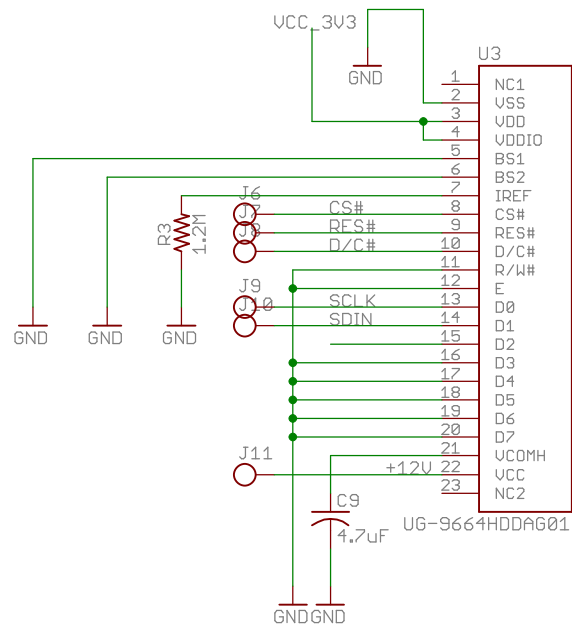 VCC_3V3
GND
U3
1 NC1
2 VSS
3 VDD
4 VDDIO
5 BS1
6 BS2
7 IREF
J6
CS# 8 CS#
J7
RES# 9 RES#
J8
D/C# 10 D/C#
R3
1.2M
11 R/W#
12 E
J9
SCLK 13 D0
J10
SDIN 14 D1
15 D2
GND
GND
GND
16 D3
17 D4
18 D5
19 D6
20 D7
21 VCOMH
J11
+12V 22 VCC
23 NC2
C9
4.7uF
UG-9664HDDAG01
GND
GND